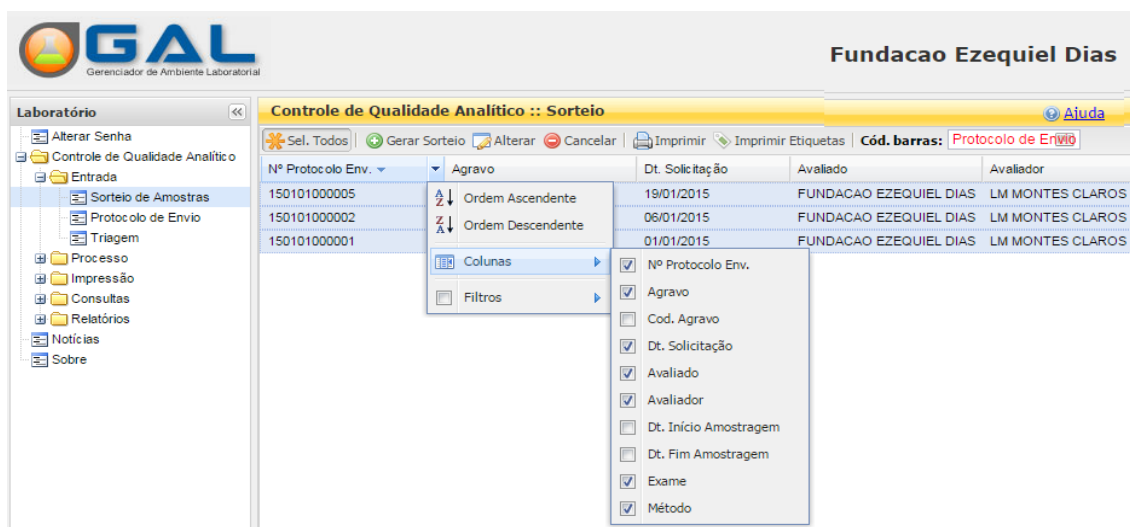 GAL
Gerenciador de Ambiente Laboratorial
Fundacao Ezequiel Dias
Laboratório
Alterar Senha
Controle de Qualidade Analítico
Entrada
Sorteio de Amostras
Protocolo de Envio
Triagem
Processo
Impressão
Consultas
Relatórios
Notícias
Sobre
Controle de Qualidade Analítico :: Sorteio Ajuda
Sel. Todos Gerar Sorteio Alterar Cancelar Imprimir Imprimir Etiquetas Cód. barras: Protocolo de Envio
Nº Protocolo Env. Agravo Dt. Solicitação Avaliado Avaliador
150101000005 19/01/2015 FUNDACAO EZEQUIEL DIAS LM MONTES CLAROS
150101000002 06/01/2015 FUNDACAO EZEQUIEL DIAS LM MONTES CLAROS
150101000001 01/01/2015 FUNDACAO EZEQUIEL DIAS LM MONTES CLAROS
Ordem Ascendente
Ordem Descendente
Colunas
Filtros
Nº Protocolo Env.
Agravo
Cod. Agravo
Dt. Solicitação
Avaliado
Avaliador
Dt. Início Amostragem
Dt. Fim Amostragem
Exame
Método